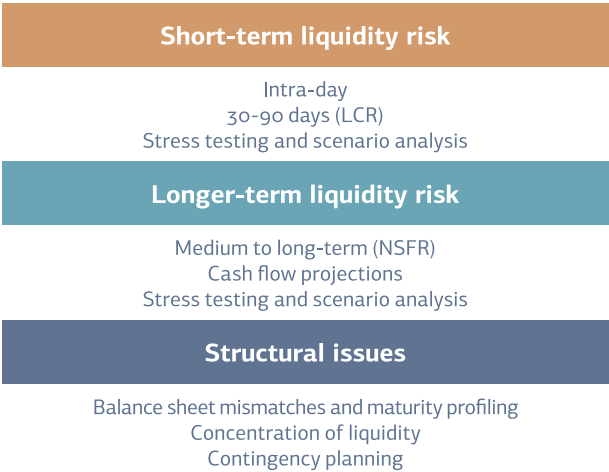 Short-term liquidity risk
Intra-day
30-90 days (LCR)
Stress testing and scenario analysis
Longer-term liquidity risk
Medium to long-term (NSFR)
Cash flow projections
Stress testing and scenario analysis
Structural issues
Balance sheet mismatches and maturity profiling
Concentration of liquidity
Contingency planning